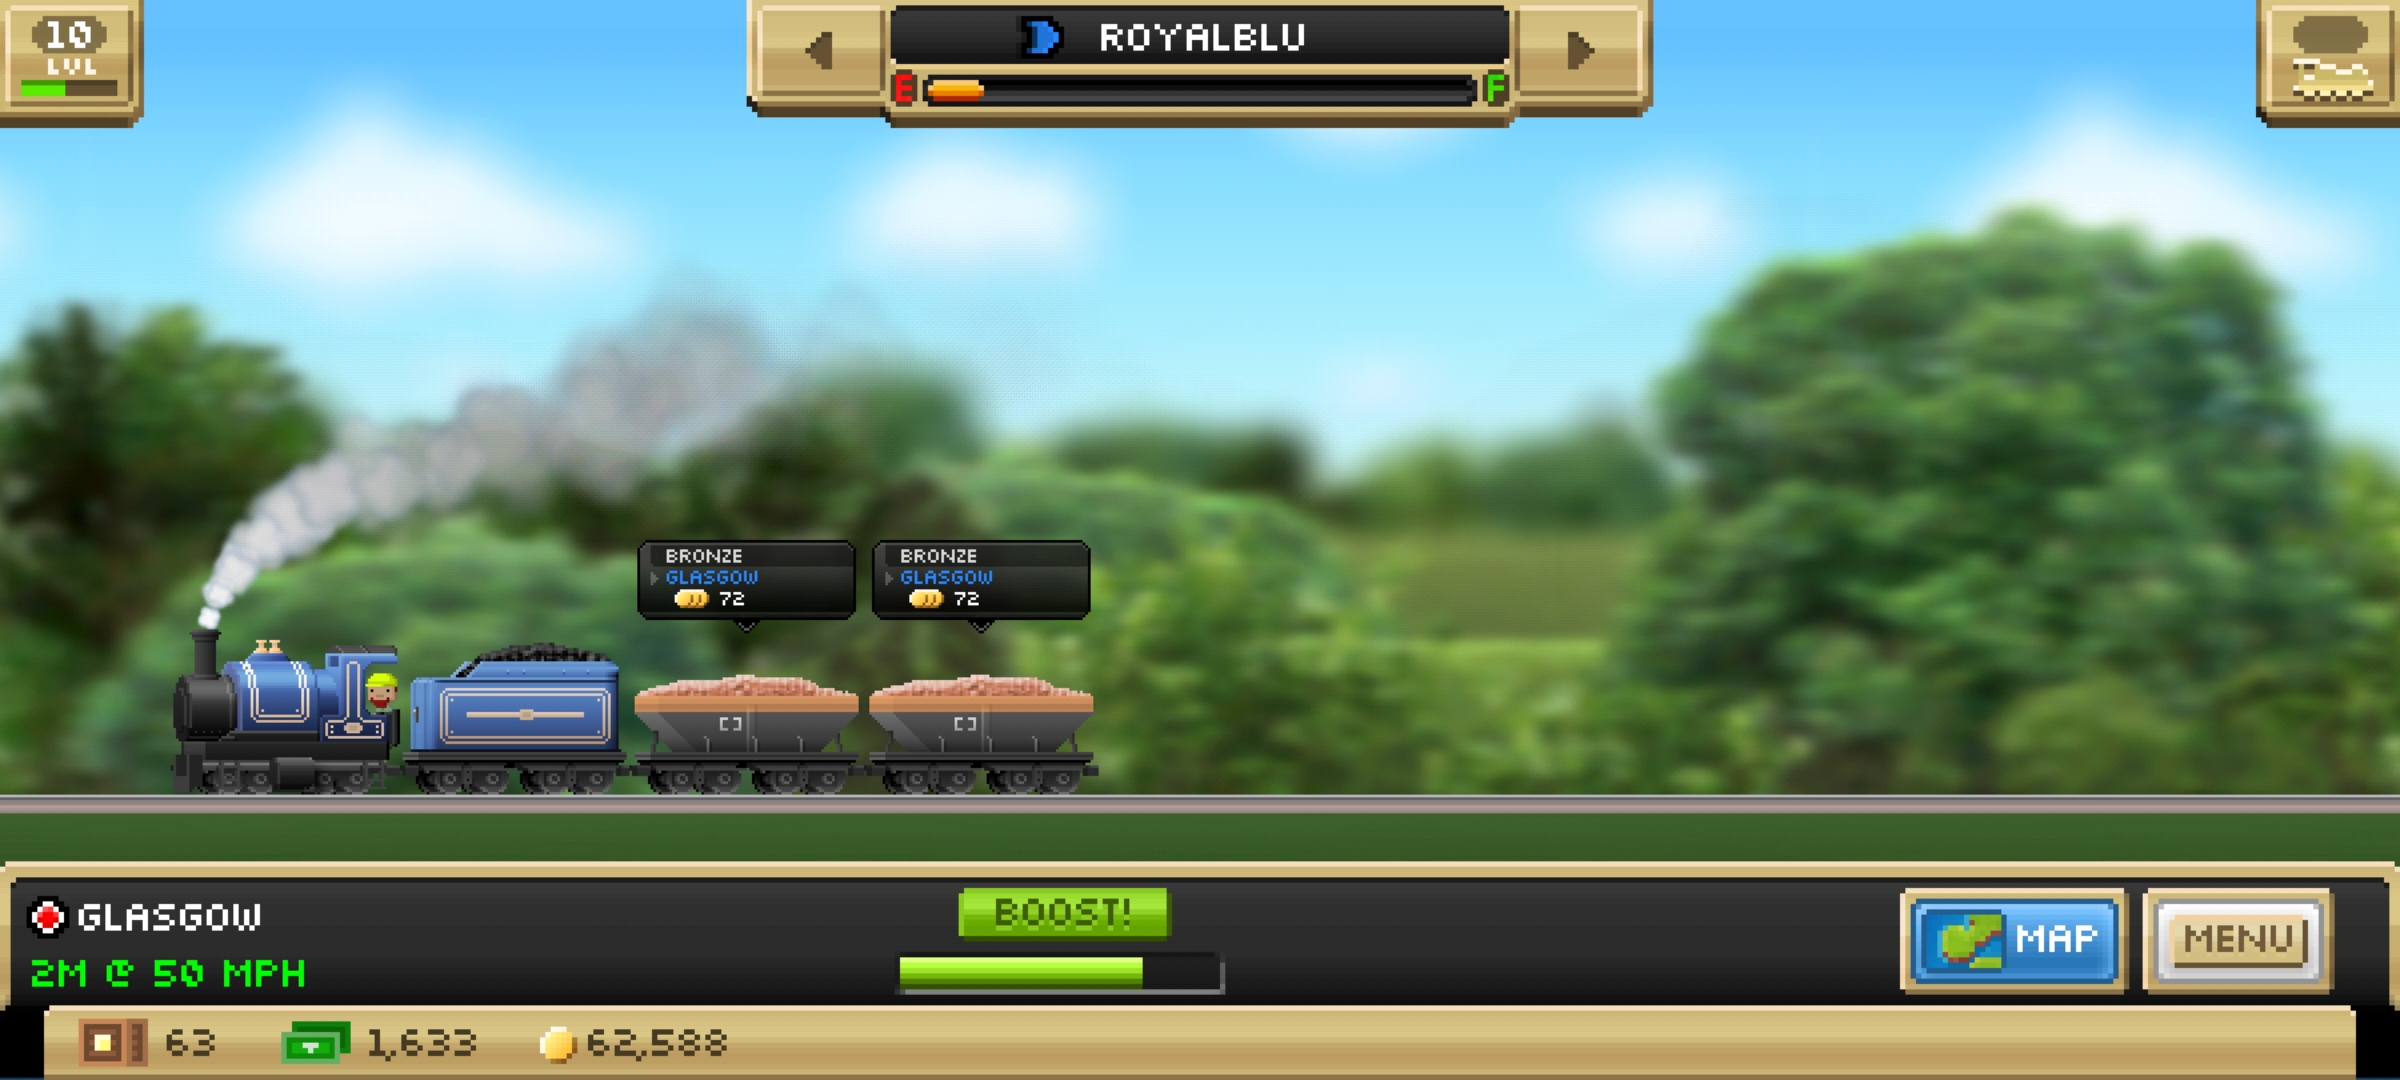 10
LVL
ROYALBLU
E F
BRONZE
GLASGOW
72
BRONZE
GLASGOW
72
GLASGOW
2M @ 50 MPH
BOOST!
MAP
MENU
63
1,633
62,588